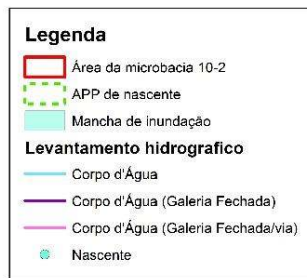 Legenda
Área da microbacia 10-2
APP de nascente
Mancha de inundação
Levantamento hidrografico
Corpo d'Água
Corpo d'Água (Galeria Fechada)
Corpo d'Água (Galeria Fechada/via)
Nascente